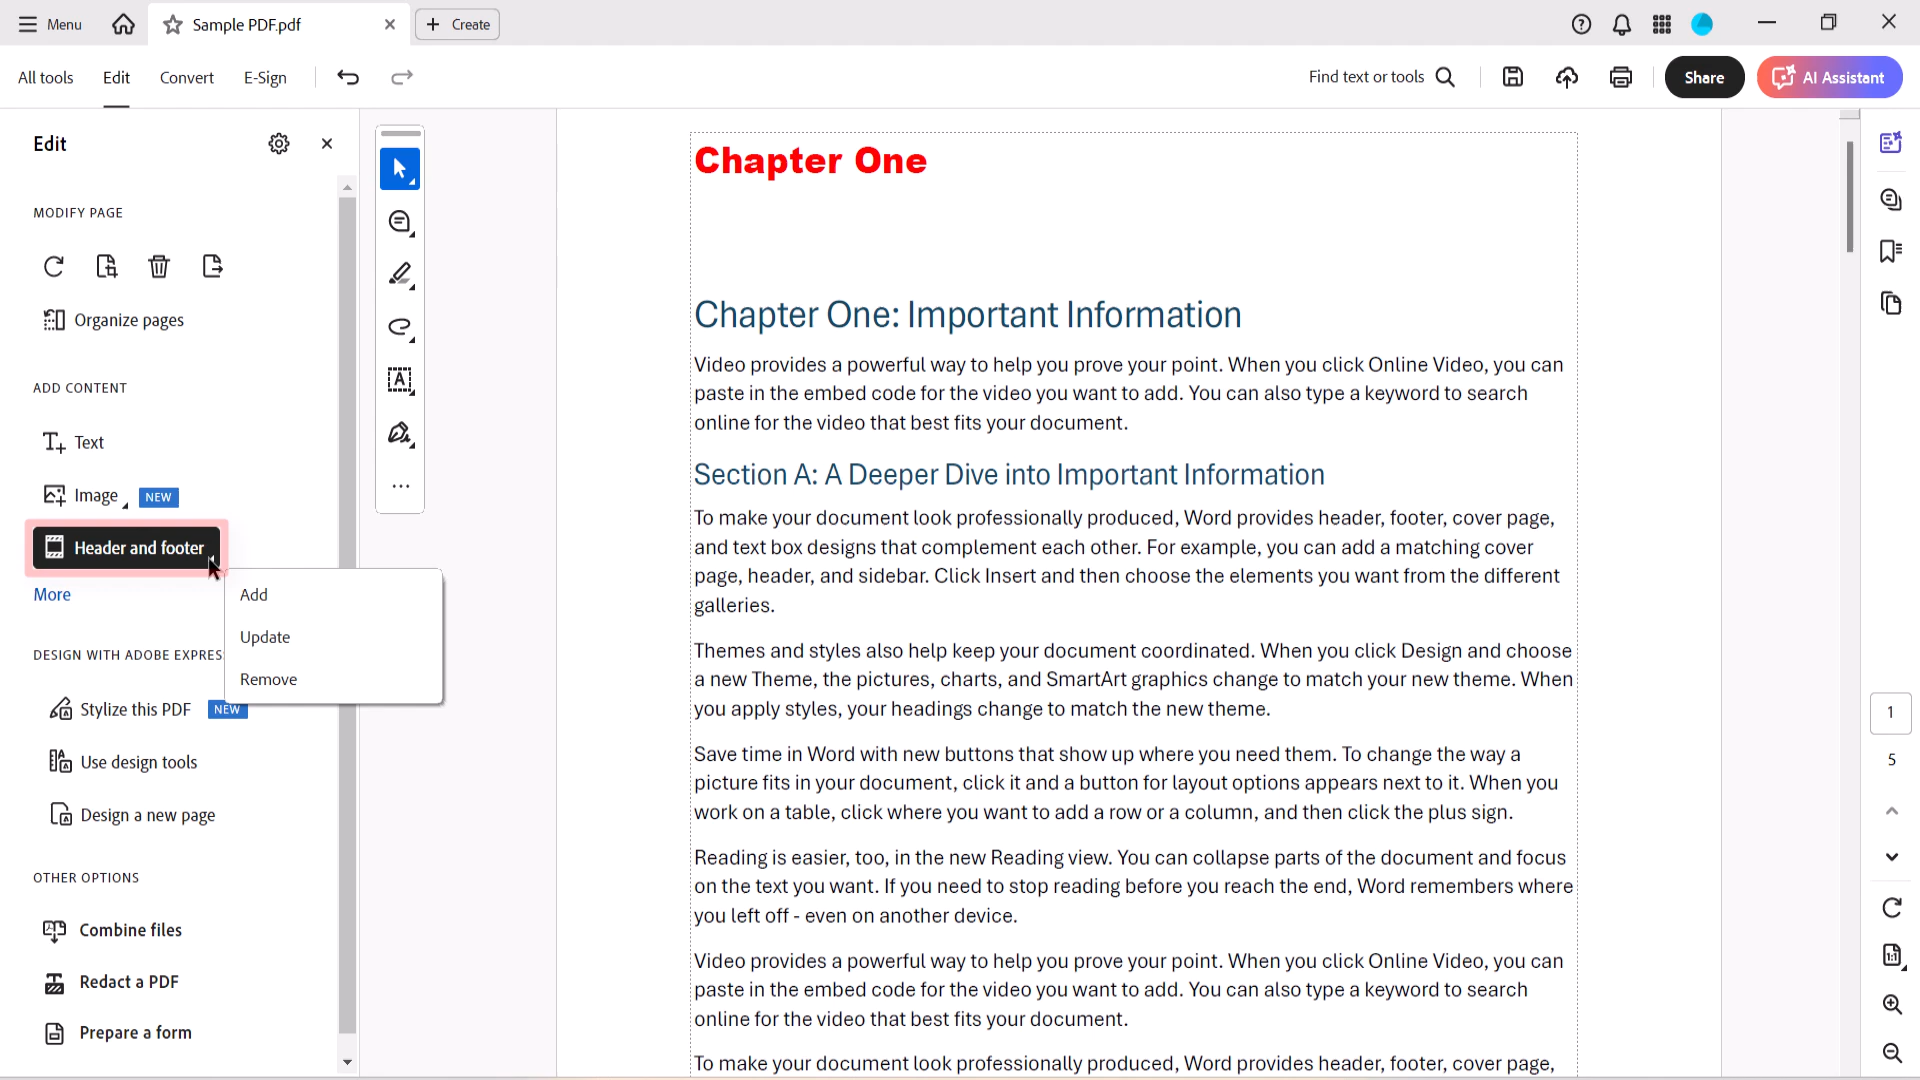 Menu
Sample PDF.pdf
Create
All tools
Edit
Convert
E-Sign
Find text or tools
Share
AI Assistant
Edit
MODIFY PAGE
Organize pages
ADD CONTENT
Text
Image
NEW
Header and footer
More
Add
Update
Remove
DESIGN WITH ADOBE EXPRES
Stylize this PDF
NEW
Use design tools
Design a new page
OTHER OPTIONS
Combine files
Redact a PDF
Prepare a form
Chapter One
Chapter One: Important Information
Video provides a powerful way to help you prove your point. When you click Online Video, you can
paste in the embed code for the video you want to add. You can also type a keyword to search
online for the video that best fits your document.
Section A: A Deeper Dive into Important Information
To make your document look professionally produced, Word provides header, footer, cover page,
and text box designs that complement each other. For example, you can add a matching cover
page, header, and sidebar. Click Insert and then choose the elements you want from the different
galleries.
Themes and styles also help keep your document coordinated. When you click Design and choose
a new Theme, the pictures, charts, and SmartArt graphics change to match your new theme. When
you apply styles, your headings change to match the new theme.
Save time in Word with new buttons that show up where you need them. To change the way a
picture fits in your document, click it and a button for layout options appears next to it. When you
work on a table, click where you want to add a row or a column, and then click the plus sign.
Reading is easier, too, in the new Reading view. You can collapse parts of the document and focus
on the text you want. If you need to stop reading before you reach the end, Word remembers where
you left off - even on another device.
Video provides a powerful way to help you prove your point. When you click Online Video, you can
paste in the embed code for the video you want to add. You can also type a keyword to search
online for the video that best fits your document.
To make your document look professionally produced, Word provides header, footer, cover page,
1
5